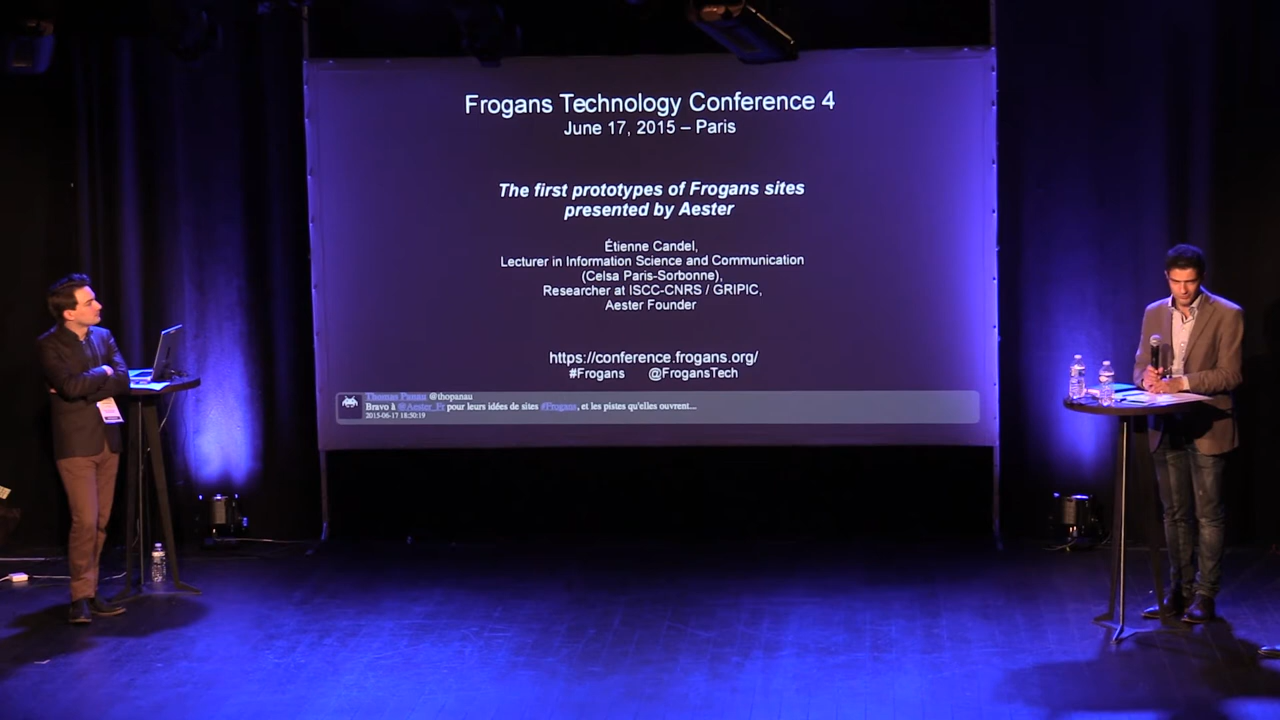 Frogans Technology Conference 4
June 17, 2015 – Paris
The first prototypes of Frogans sites
presented by Aester
Étienne Candel,
Lecturer in Information Science and Communication
(Celsa Paris-Sorbonne),
Researcher at ISCC-CNRS / GRIPIC,
Aester Founder
https://conference.frogans.org/
#Frogans @FrogansTech
Thomas Panau @thopanau
Bravo à @Aester_Fr pour leurs idées de sites #Frogans, et les pistes qu'elles ouvrent...
2015-06-17 18:50:19